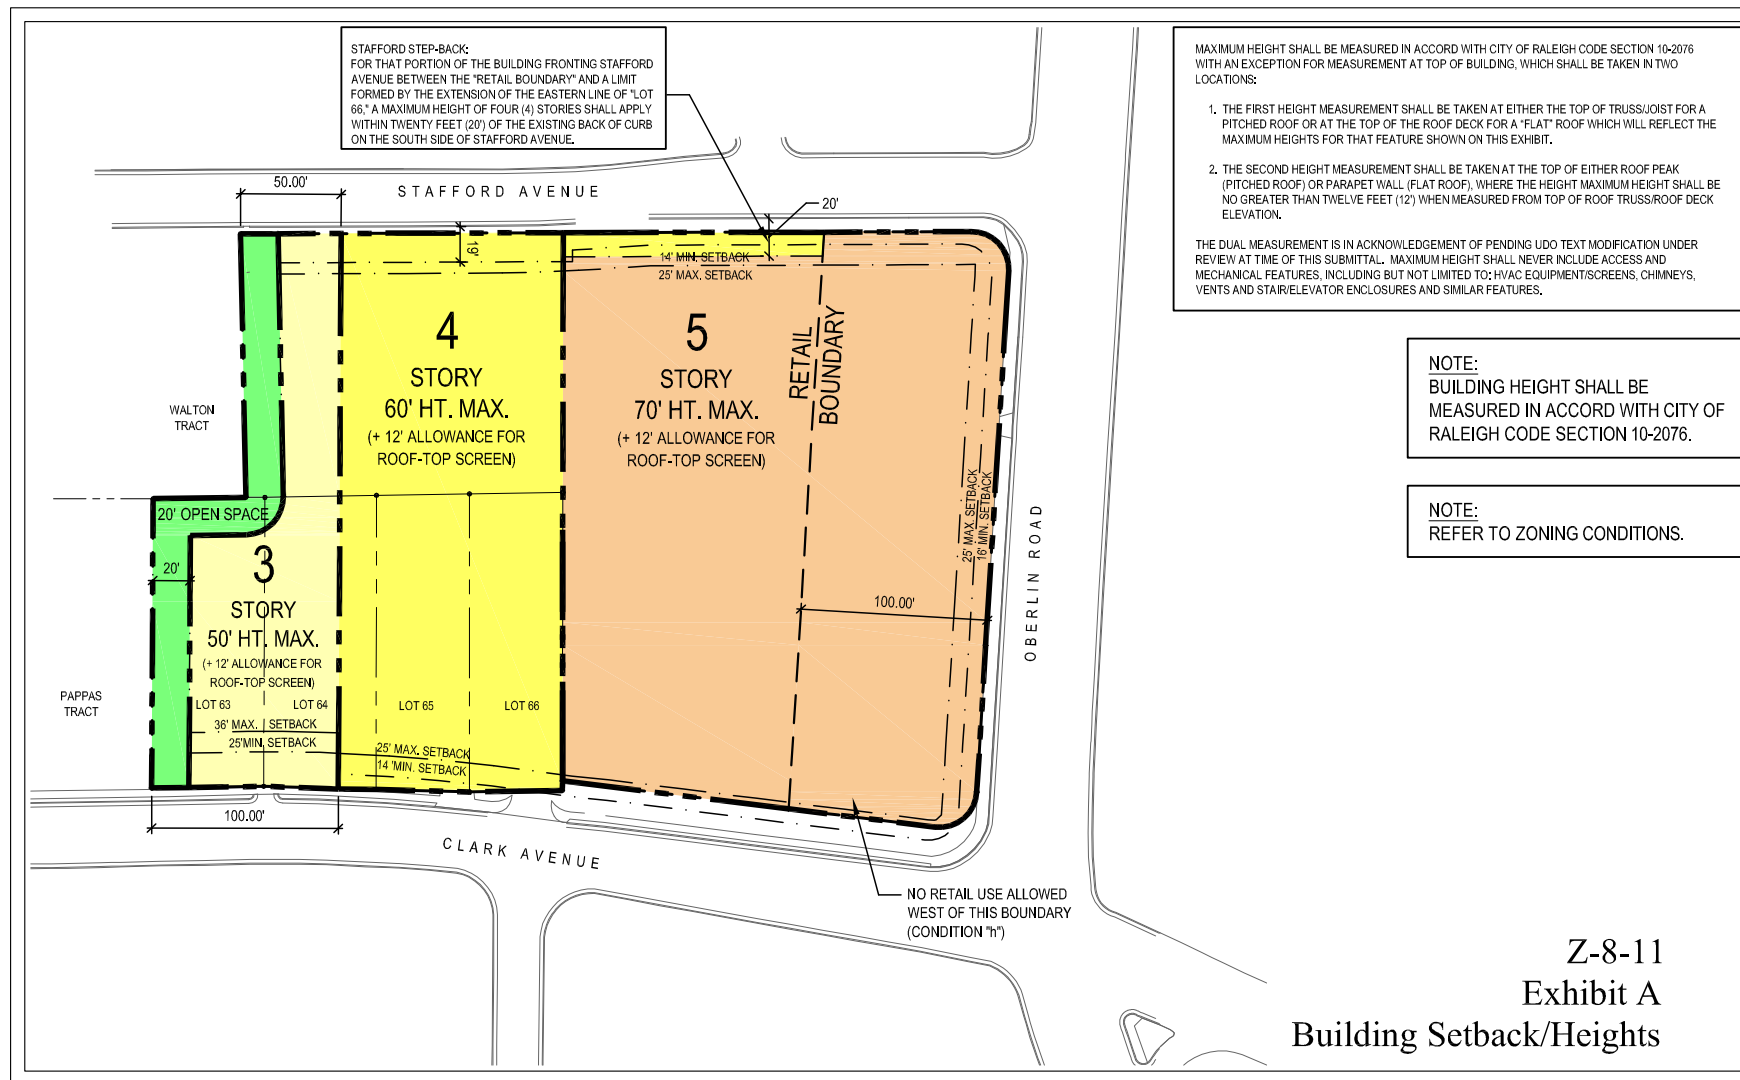 STAFFORD STEP-BACK:
FOR THAT PORTION OF THE BUILDING FRONTING STAFFORD
AVENUE BETWEEN THE "RETAIL BOUNDARY" AND A LIMIT
FORMED BY THE EXTENSION OF THE EASTERN LINE OF "LOT
66," A MAXIMUM HEIGHT OF FOUR (4) STORIES SHALL APPLY
WITHIN TWENTY FEET (20') OF THE EXISTING BACK OF CURB
ON THE SOUTH SIDE OF STAFFORD AVENUE.
MAXIMUM HEIGHT SHALL BE MEASURED IN ACCORD WITH CITY OF RALEIGH CODE SECTION 10-2076
WITH AN EXCEPTION FOR MEASUREMENT AT TOP OF BUILDING, WHICH SHALL BE TAKEN IN TWO
LOCATIONS:
1. THE FIRST HEIGHT MEASUREMENT SHALL BE TAKEN AT EITHER THE TOP OF TRUSS/JOIST FOR A
PITCHED ROOF OR AT THE TOP OF THE ROOF DECK FOR A "FLAT" ROOF WHICH WILL REFLECT THE
MAXIMUM HEIGHTS FOR THAT FEATURE SHOWN ON THIS EXHIBIT.
2. THE SECOND HEIGHT MEASUREMENT SHALL BE TAKEN AT THE TOP OF EITHER ROOF PEAK
(PITCHED ROOF) OR PARAPET WALL (FLAT ROOF), WHERE THE HEIGHT MAXIMUM HEIGHT SHALL BE
NO GREATER THAN TWELVE FEET (12') WHEN MEASURED FROM TOP OF ROOF TRUSS/ROOF DECK
ELEVATION.
THE DUAL MEASUREMENT IS IN ACKNOWLEDGEMENT OF PENDING UDO TEXT MODIFICATION UNDER
REVIEW AT TIME OF THIS SUBMITTAL. MAXIMUM HEIGHT SHALL NEVER INCLUDE ACCESS AND
MECHANICAL FEATURES, INCLUDING BUT NOT LIMITED TO: HVAC EQUIPMENT/SCREENS, CHIMNEYS,
VENTS AND STAIR/ELEVATOR ENCLOSURES AND SIMILAR FEATURES.
NOTE:
BUILDING HEIGHT SHALL BE
MEASURED IN ACCORD WITH CITY OF
RALEIGH CODE SECTION 10-2076.
NOTE:
REFER TO ZONING CONDITIONS.
50.00'
STAFFORD AVENUE
20'
19'
14' MIN. SETBACK
25' MAX. SETBACK
4
STORY
60' HT. MAX.
(+ 12' ALLOWANCE FOR
ROOF-TOP SCREEN)
5
STORY
70' HT. MAX.
(+ 12' ALLOWANCE FOR
ROOF-TOP SCREEN)
RETAIL
BOUNDARY
WALTON
TRACT
20' OPEN SPACE
20'
3
STORY
50' HT. MAX.
(+ 12' ALLOWANCE FOR
ROOF-TOP SCREEN)
25' MAX. SETBACK
16' MIN. SETBACK
OBERLIN ROAD
100.00'
PAPPAS
TRACT
LOT 63
LOT 64
LOT 65
LOT 66
36' MAX. SETBACK
25'MIN. SETBACK
25' MAX. SETBACK
14 'MIN. SETBACK
100.00'
CLARK AVENUE
NO RETAIL USE ALLOWED
WEST OF THIS BOUNDARY
(CONDITION "h")
Z-8-11
Exhibit A
Building Setback/Heights